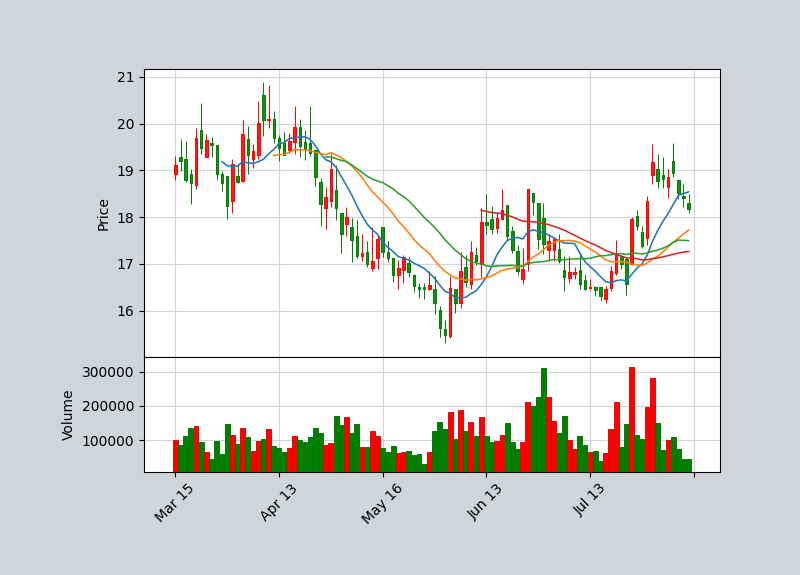 21
20
19
18
17
16
Price
300000
200000
100000
Volume
Mar 15
Apr 13
May 16
Jun 13
Jul 13